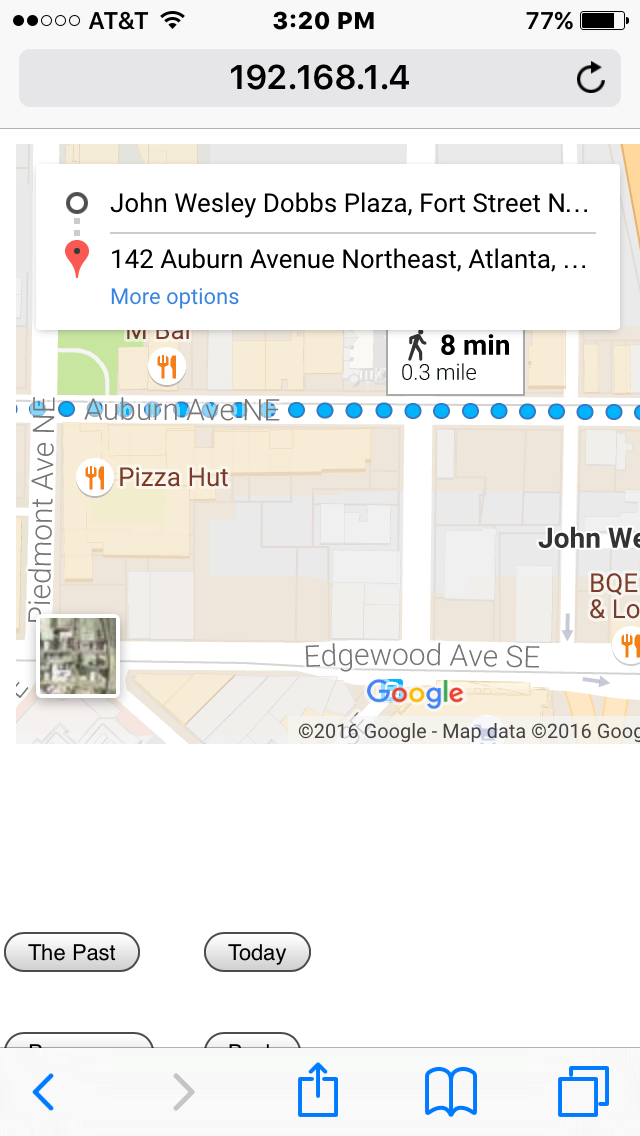 AT&T 3:20 PM 77%
192.168.1.4
John Wesley Dobbs Plaza, Fort Street N...
142 Auburn Avenue Northeast, Atlanta, ...
More options
M Bar
8 min
0.3 mile
Auburn Ave NE
Piedmont Ave NE
Pizza Hut
John We
BQE
& Lo
Edgewood Ave SE
Google
©2016 Google - Map data ©2016 Goog
The Past Today